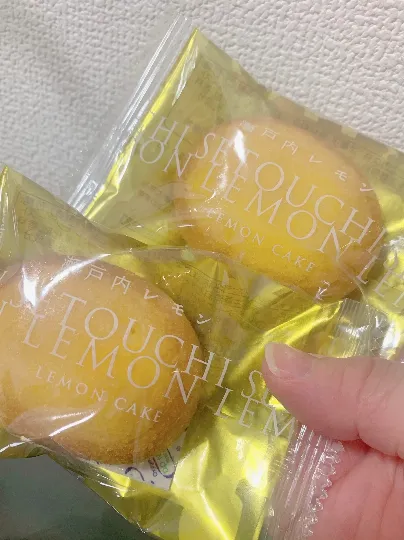 瀬戸内レモン
HI SETOUCHI
ON LEMON
LEMON CAKE
瀬戸内レモン
TOUCHI S
LEMON LEM
LEMON CAKE